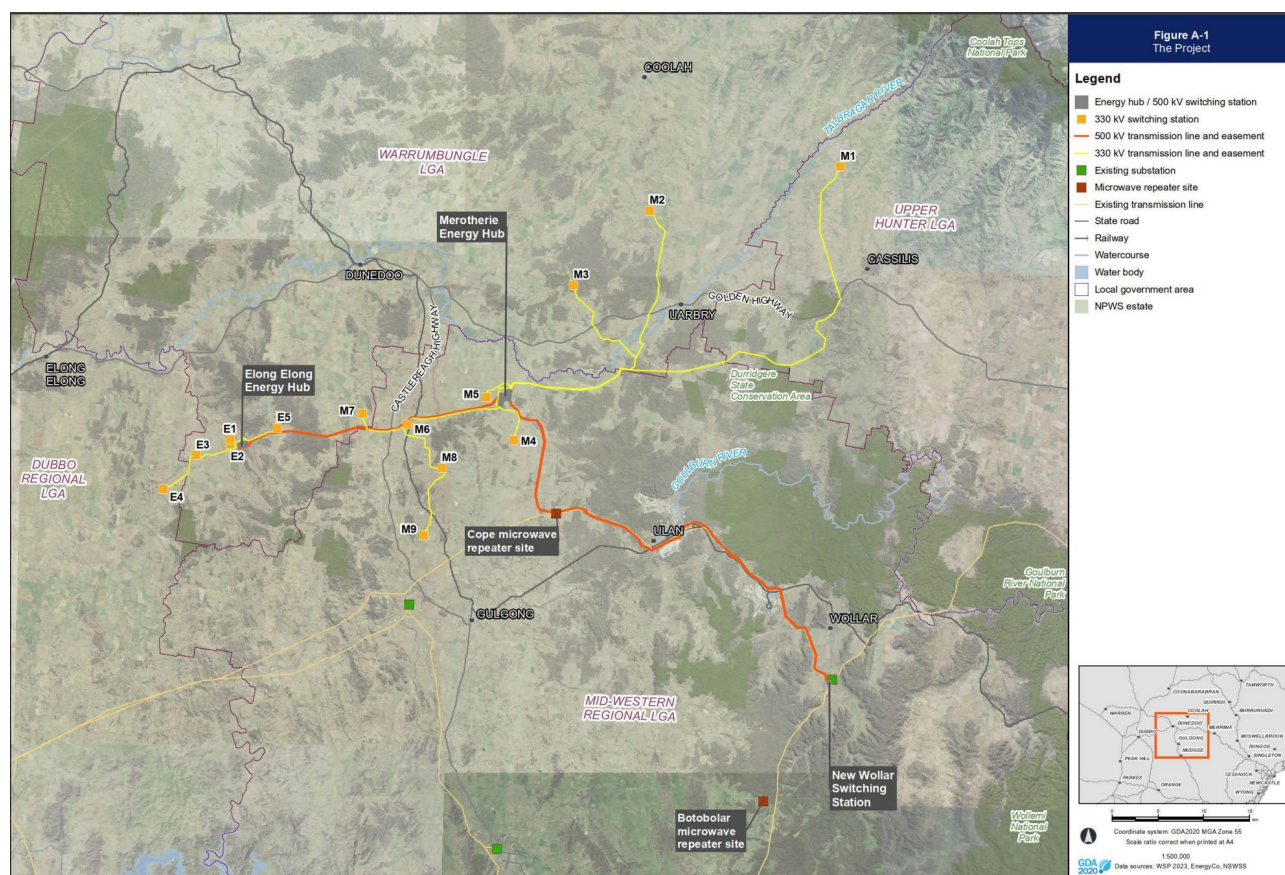 Figure A-1
The Project
Legend
Energy hub / 500 kV switching station
330 kV switching station
500 kV transmission line and easement
330 kV transmission line and easement
Existing substation
Microwave repeater site
Existing transmission line
State road
Railway
Watercourse
Water body
Local government area
NPWS estate
Coolah Tops
National Park
COOLAH
TALBRAGAR RIVER
M1
WARRUMBUNGLE
LGA
M2
UPPER
HUNTER LGA
Merotherie
Energy Hub
CASSILIS
DUNEDOO
M3
GOLDEN HIGHWAY
UARBRY
CASTLEREAGH HIGHWAY
ELONG
ELONG
Elong Elong
Energy Hub
Durridgere
State
Conservation Area
M5
M7
E5
M6
E1
M4
E3
E2
M8
DUBBO
REGIONAL
LGA
E4
GOULBURN RIVER
M9
Cope microwave
repeater site
ULAN
Goulburn
River National
Park
GULGONG
WOLLAR
MID-WESTERN
REGIONAL LGA
New Wollar
Switching
Station
Botobolar
microwave
repeater site
Wollemi
National
Park
TAMWORTH
COONABARABRAN
QUIRINDI
COOLAH
MURRURUNDI
WARREN
DUNEDOO
MERRIWA
DUBBO
GULGONG
MUSWELLBROOK
DUNGOG
MUDGEE
SINGLETON
PEAK HILL
CESSNOCK
PARKES
ORANGE
NEWCASTLE
WYONG
0 5 10 15
km
Coordinate system: GDA2020 MGA Zone 55
Scale ratio correct when printed at A4
1:500,000
GDA
2020
Data sources: WSP 2023, EnergyCo, NSWSS